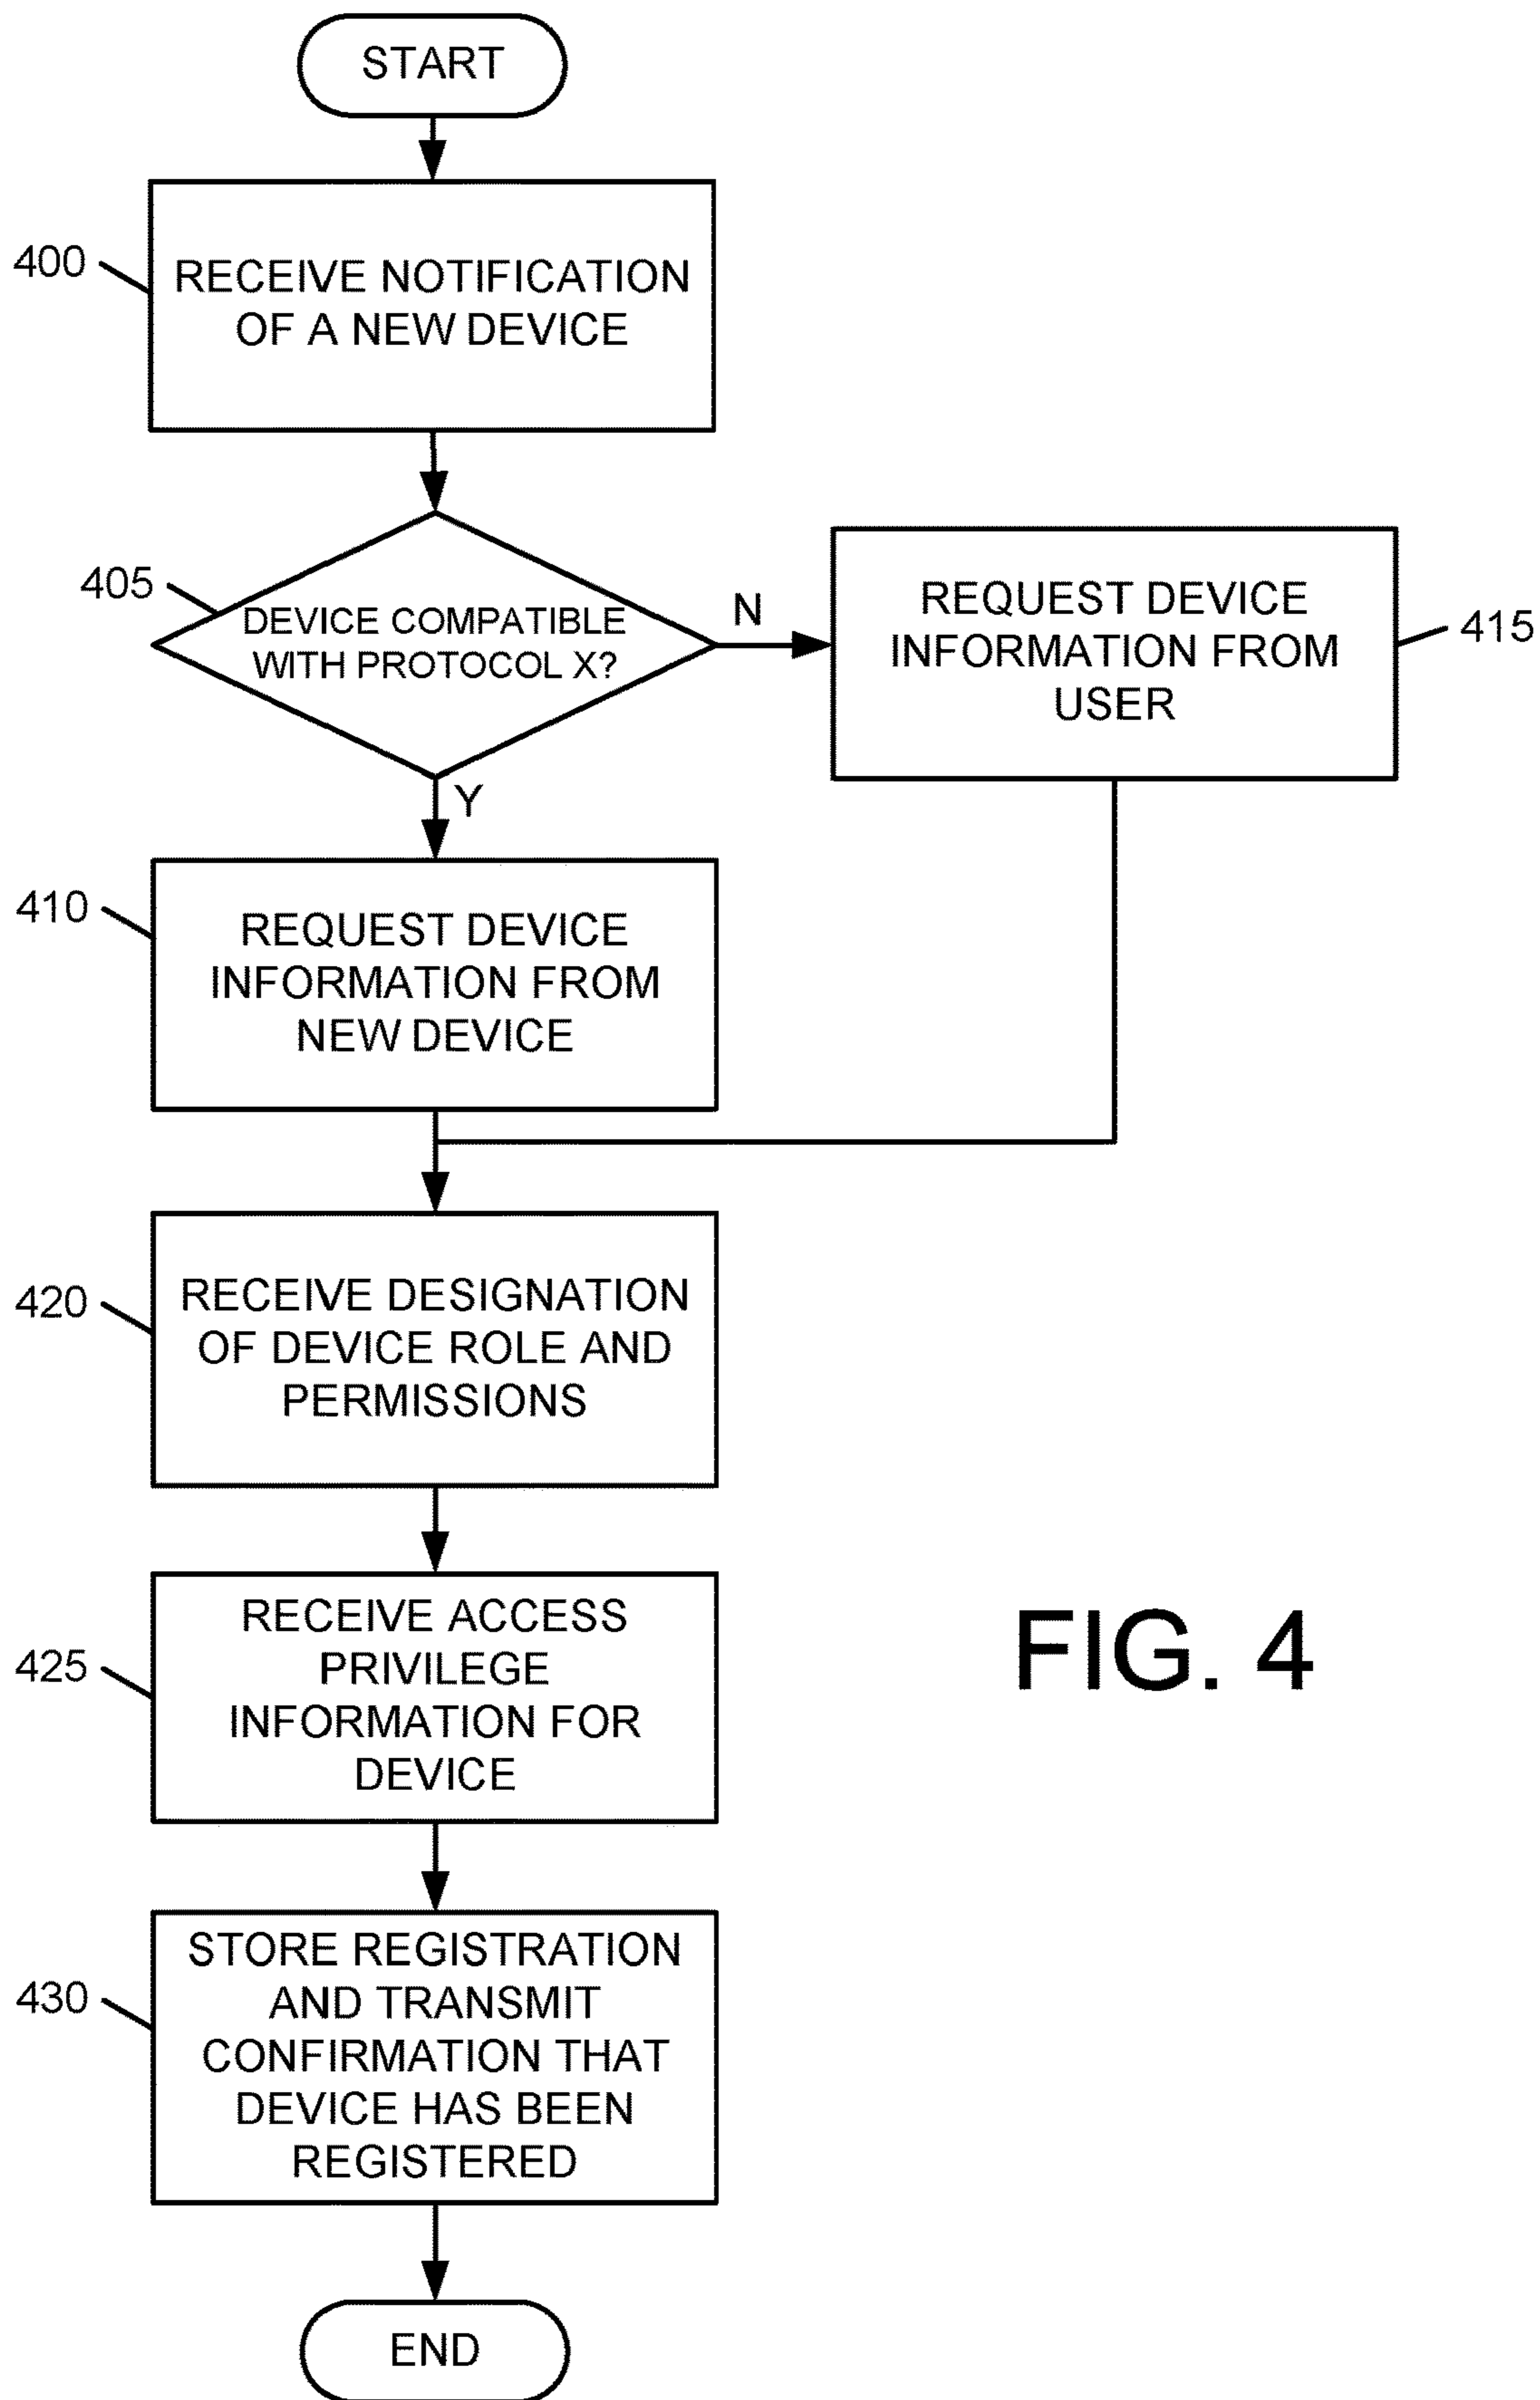 START
400
RECEIVE NOTIFICATION
OF A NEW DEVICE
405
DEVICE COMPATIBLE
WITH PROTOCOL X?
N
REQUEST DEVICE
INFORMATION FROM
USER
415
Y
410
REQUEST DEVICE
INFORMATION FROM
NEW DEVICE
420
RECEIVE DESIGNATION
OF DEVICE ROLE AND
PERMISSIONS
425
RECEIVE ACCESS
PRIVILEGE
INFORMATION FOR
DEVICE
FIG. 4
430
STORE REGISTRATION
AND TRANSMIT
CONFIRMATION THAT
DEVICE HAS BEEN
REGISTERED
END